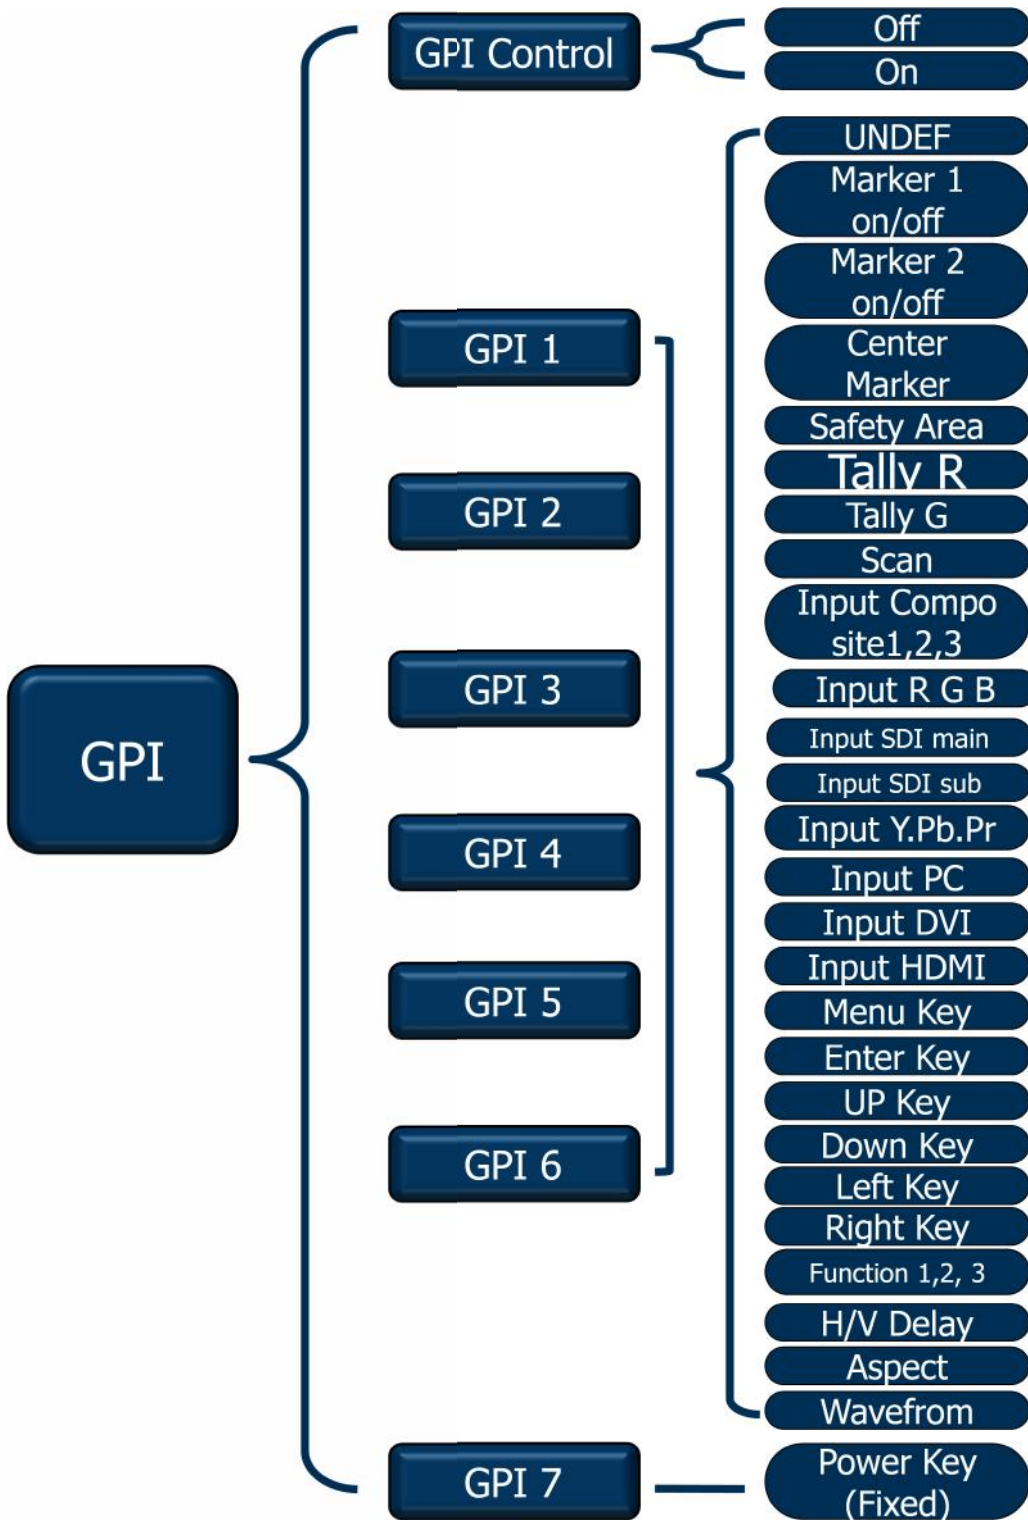 GPI
GPI Control
Off
On
GPI 1
GPI 2
GPI 3
GPI 4
GPI 5
GPI 6
UNDEF
Marker 1
on/off
Marker 2
on/off
Center
Marker
Safety Area
Tally R
Tally G
Scan
Input Compo
site1,2,3
Input R G B
Input SDI main
Input SDI sub
Input Y.Pb.Pr
Input PC
Input DVI
Input HDMI
Menu Key
Enter Key
UP Key
Down Key
Left Key
Right Key
Function 1,2, 3
H/V Delay
Aspect
Wavefrom
GPI 7
Power Key
(Fixed)